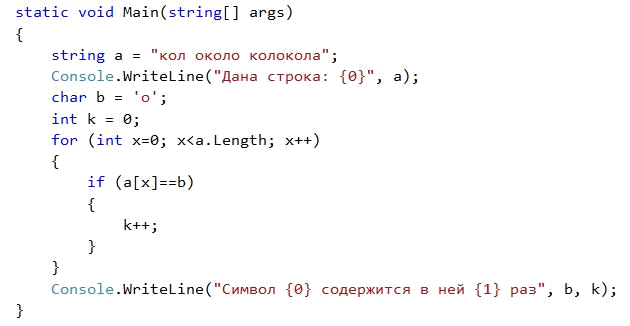 static void Main(string[] args)
{
string a = "кол около колокола";
Console.WriteLine("Дана строка: {0}", a);
char b = 'о';
int k = 0;
for (int x=0; x<a.Length; x++)
{
if (a[x]==b)
{
k++;
}
}
Console.WriteLine("Символ {0} содержится в ней {1} раз", b, k);
}